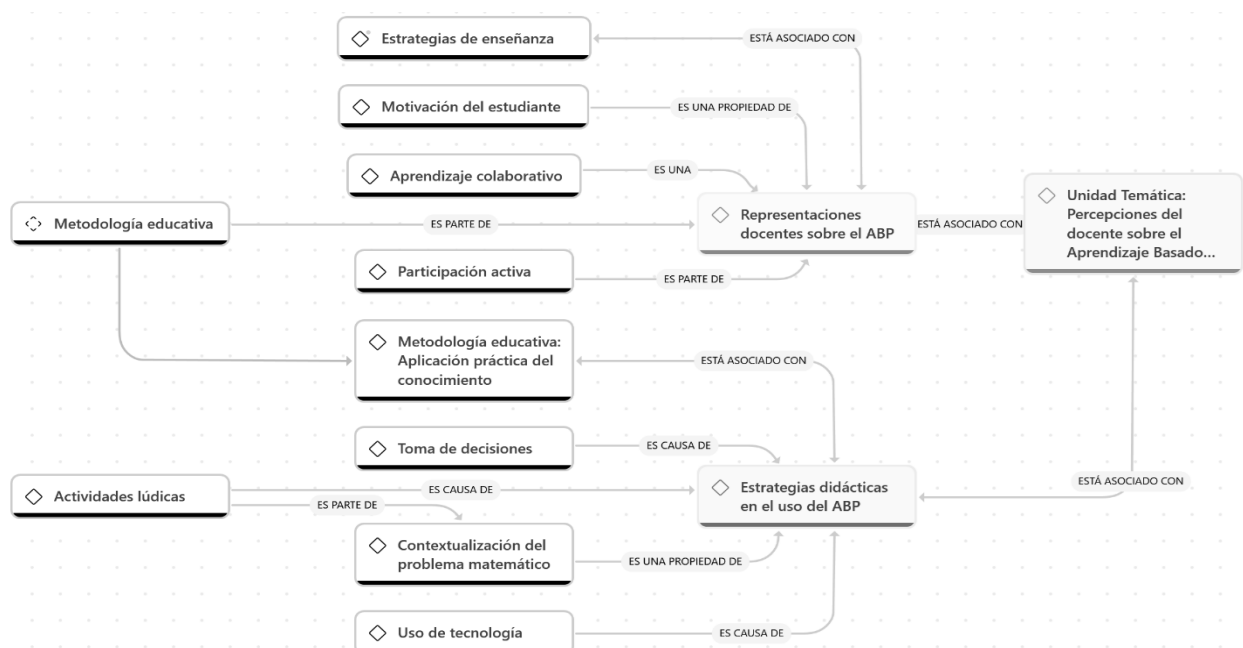 Estrategias de enseñanza
ESTÁ ASOCIADO CON
Motivación del estudiante
ES UNA PROPIEDAD DE
Aprendizaje colaborativo
ES UNA
Metodología educativa
ES PARTE DE
Representaciones
docentes sobre el ABP
ESTÁ ASOCIADO CON
Unidad Temática:
Percepciones del
docente sobre el
Aprendizaje Basado...
Participación activa
ES PARTE DE
Metodología educativa:
Aplicación práctica del
conocimiento
ESTÁ ASOCIADO CON
Toma de decisiones
ES CAUSA DE
Actividades lúdicas
ES CAUSA DE
ES PARTE DE
Estrategias didácticas
en el uso del ABP
ESTÁ ASOCIADO CON
Contextualización del
problema matemático
ES UNA PROPIEDAD DE
Uso de tecnología
ES CAUSA DE